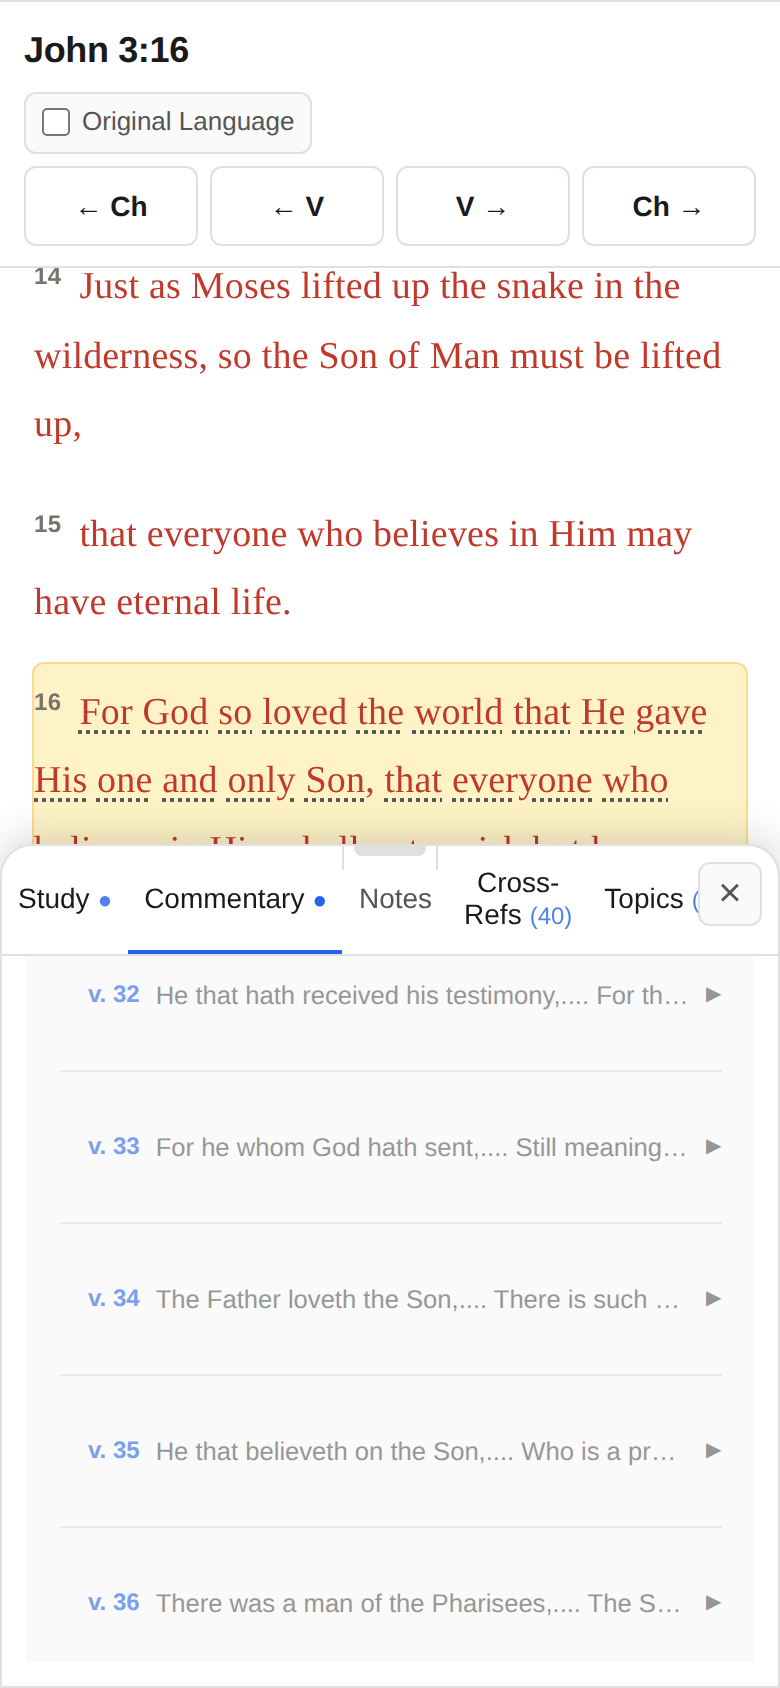 John 3:16
Original Language
← Ch
← V
V →
Ch →
14 Just as Moses lifted up the snake in the
wilderness, so the Son of Man must be lifted
up,
15 that everyone who believes in Him may
have eternal life.
16 For God so loved the world that He gave
His one and only Son, that everyone who
Study
Commentary
Notes
Cross-
Refs (40)
Topics (
✕
v. 32 He that hath received his testimony,.... For th… ▶
v. 33 For he whom God hath sent,.... Still meaning… ▶
v. 34 The Father loveth the Son,.... There is such … ▶
v. 35 He that believeth on the Son,.... Who is a pr… ▶
v. 36 There was a man of the Pharisees,.... The S… ▶